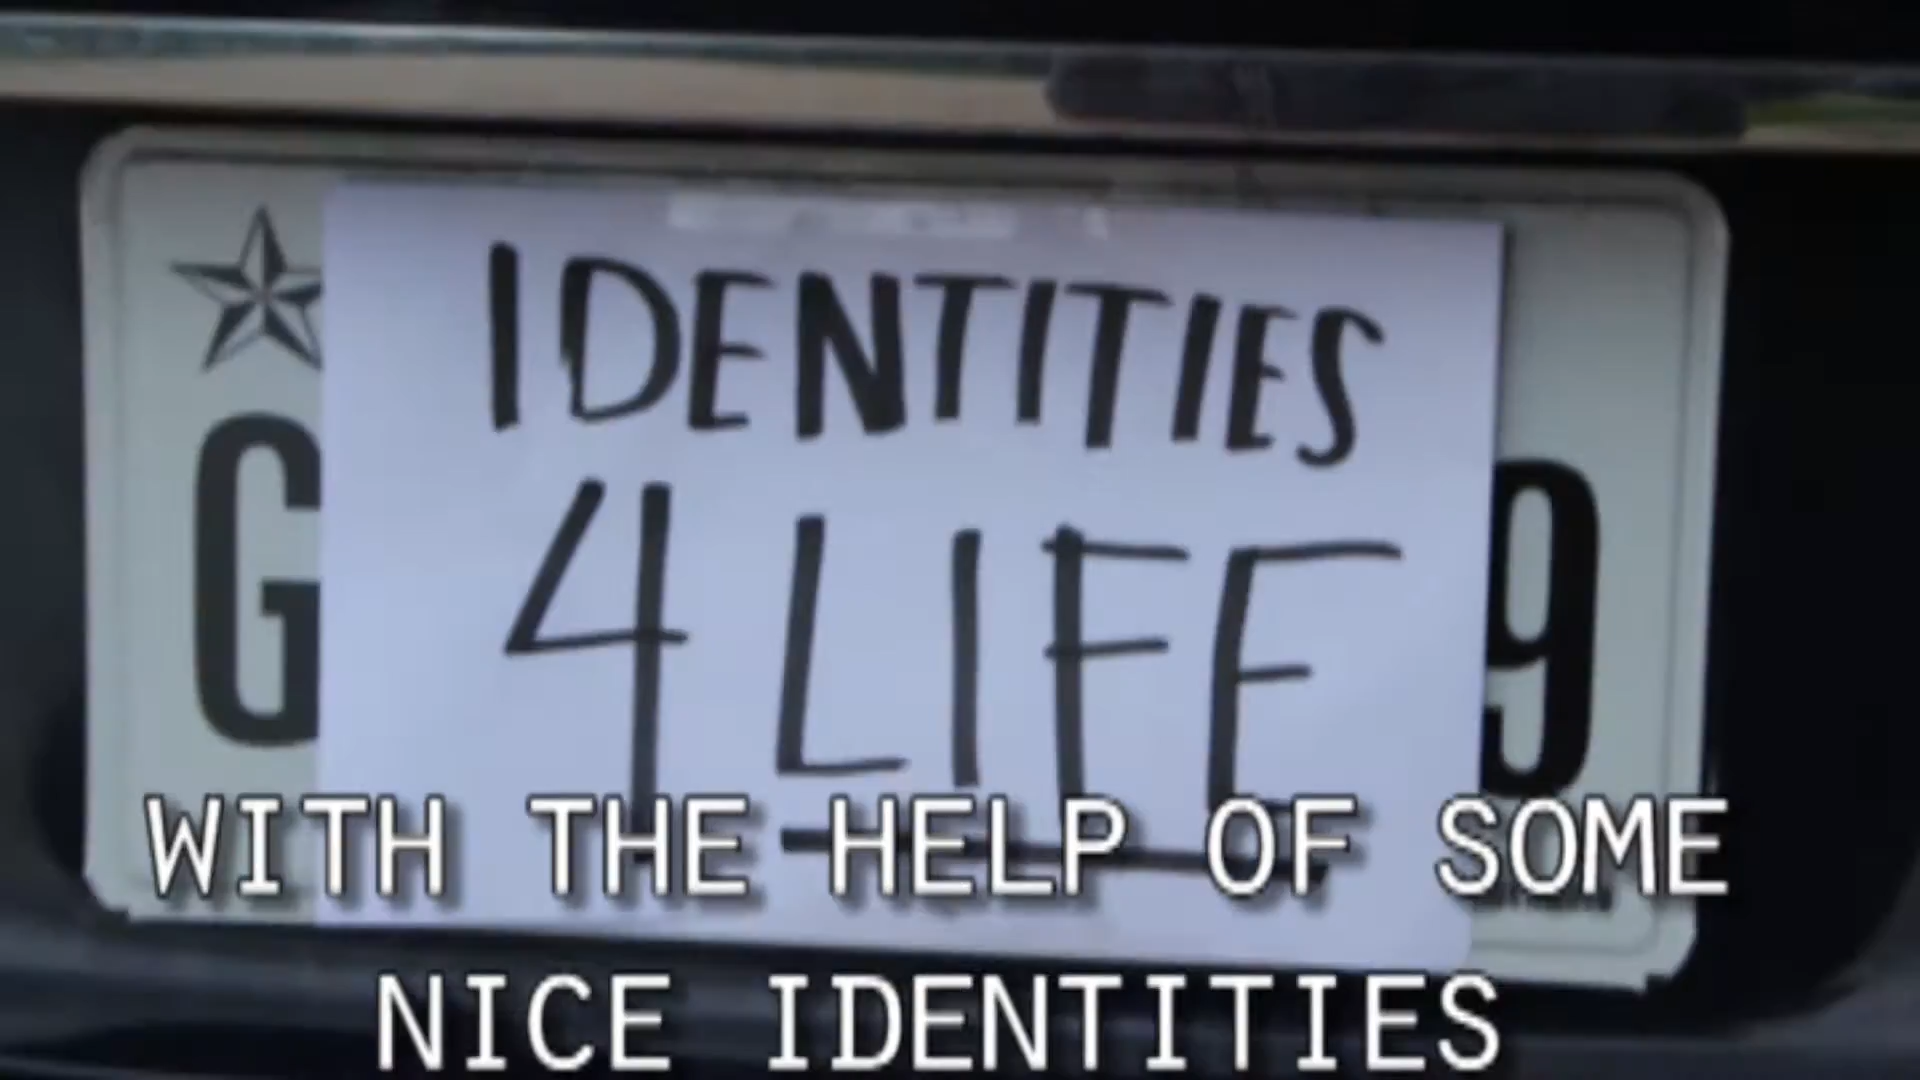 IDENTITIES
G 4 LIFE 9
WITH THE HELP OF SOME
NICE IDENTITIES